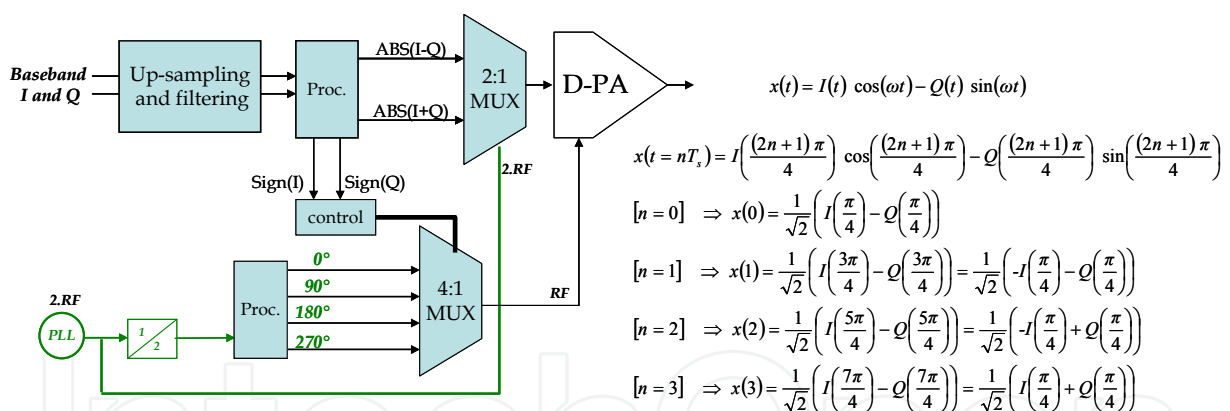 Baseband
I and Q
Up-sampling
and filtering
Proc.
ABS(I-Q)
ABS(I+Q)
2:1
MUX
D-PA
2.RF
Sign(I)
Sign(Q)
control
2.RF
PLL
1/2
Proc.
0°
90°
180°
270°
4:1
MUX
RF
x(t) = I(t) cos(ωt) − Q(t) sin(ωt)
x(t = nT_s) = I((2n+1)π/4) cos((2n+1)π/4) − Q((2n+1)π/4) sin((2n+1)π/4)
[n = 0] ⇒ x(0) = 1/√2 (I(π/4) − Q(π/4))
[n = 1] ⇒ x(1) = 1/√2 (I(3π/4) − Q(3π/4)) = 1/√2 (-I(π/4) − Q(π/4))
[n = 2] ⇒ x(2) = 1/√2 (I(5π/4) − Q(5π/4)) = 1/√2 (-I(π/4) + Q(π/4))
[n = 3] ⇒ x(3) = 1/√2 (I(7π/4) − Q(7π/4)) = 1/√2 (I(π/4) + Q(π/4))